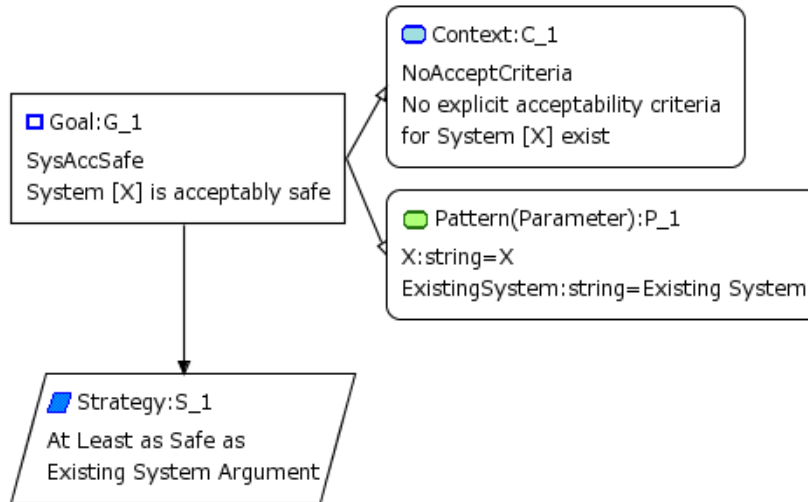 Goal:G_1
SysAccSafe
System [X] is acceptably safe
Context:C_1
NoAcceptCriteria
No explicit acceptability criteria
for System [X] exist
Pattern(Parameter):P_1
X:string=X
ExistingSystem:string=Existing System
Strategy:S_1
At Least as Safe as
Existing System Argument